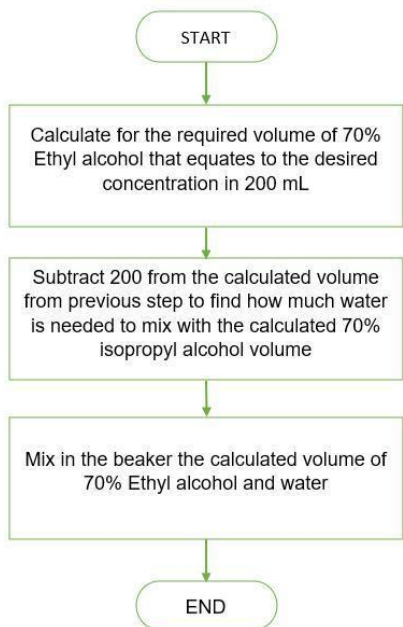 START
Calculate for the required volume of 70%
Ethyl alcohol that equates to the desired
concentration in 200 mL
Subtract 200 from the calculated volume
from previous step to find how much water
is needed to mix with the calculated 70%
isopropyl alcohol volume
Mix in the beaker the calculated volume of
70% Ethyl alcohol and water
END